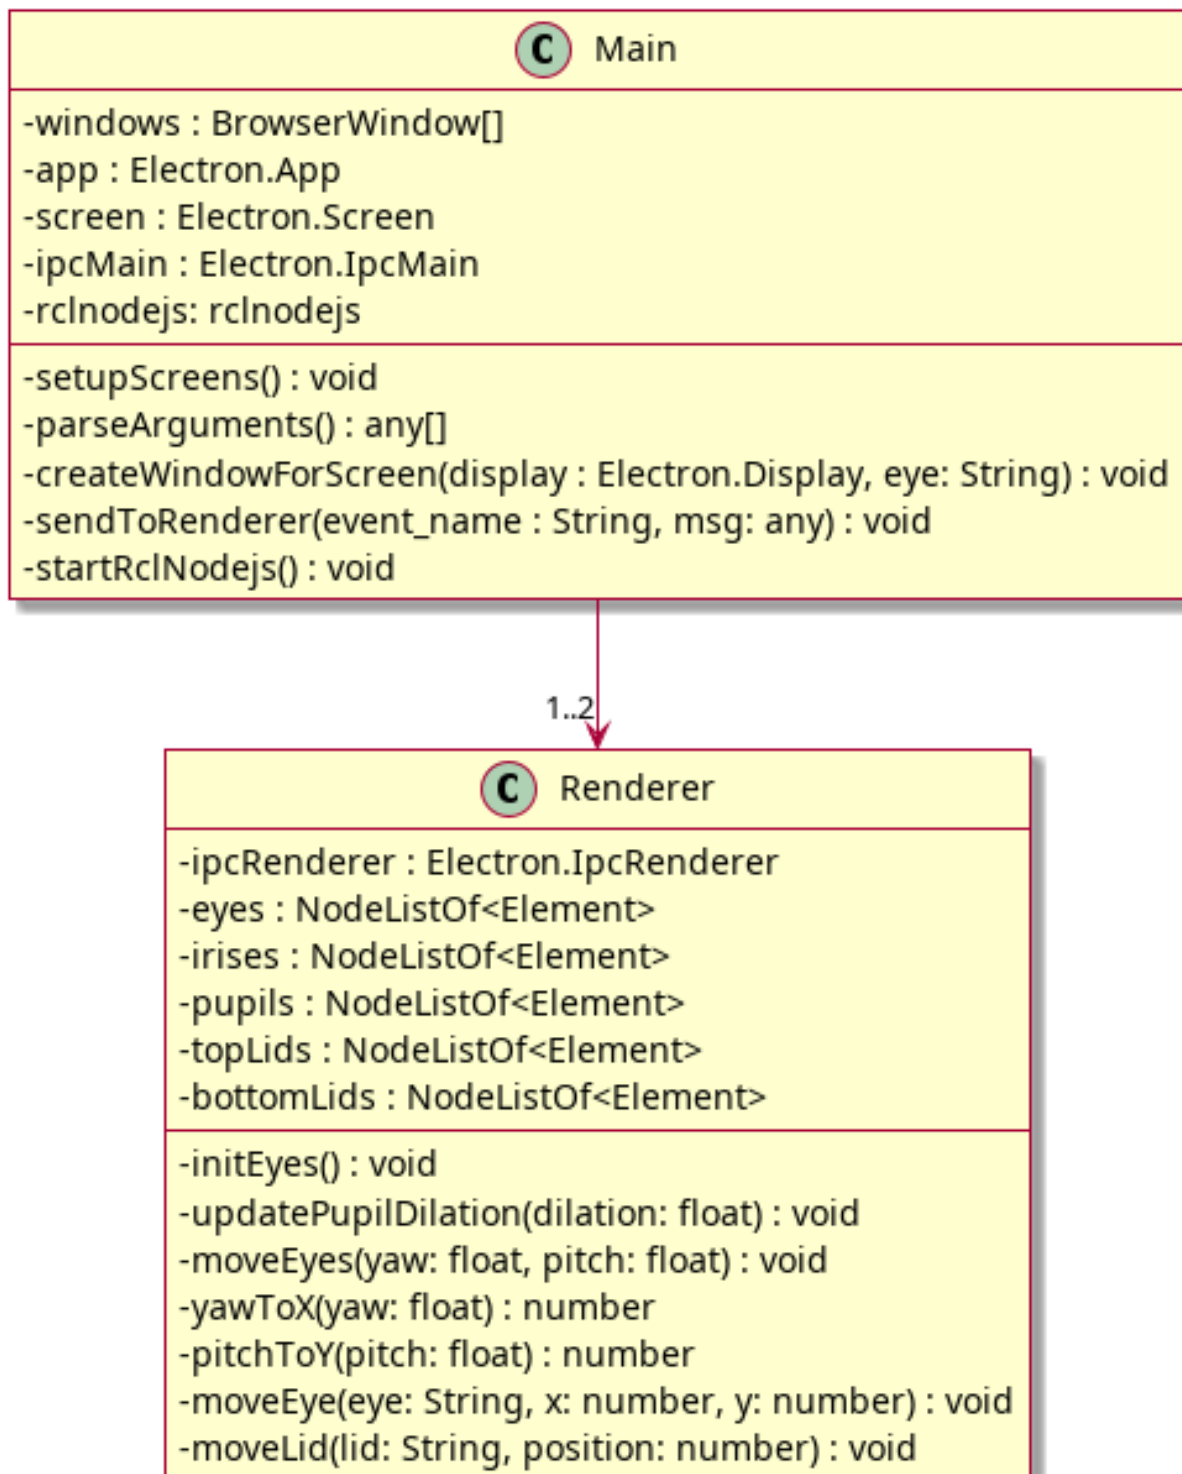 C Main
-windows : BrowserWindow[]
-app : Electron.App
-screen : Electron.Screen
-ipcMain : Electron.IpcMain
-rclnodejs: rclnodejs
-setupScreens() : void
-parseArguments() : any[]
-createWindowForScreen(display : Electron.Display, eye: String) : void
-sendToRenderer(event_name : String, msg: any) : void
-startRclNodejs() : void
1..2
C Renderer
-ipcRenderer : Electron.IpcRenderer
-eyes : NodeListOf<Element>
-irises : NodeListOf<Element>
-pupils : NodeListOf<Element>
-topLids : NodeListOf<Element>
-bottomLids : NodeListOf<Element>
-initEyes() : void
-updatePupilDilation(dilation: float) : void
-moveEyes(yaw: float, pitch: float) : void
-yawToX(yaw: float) : number
-pitchToY(pitch: float) : number
-moveEye(eye: String, x: number, y: number) : void
-moveLid(lid: String, position: number) : void